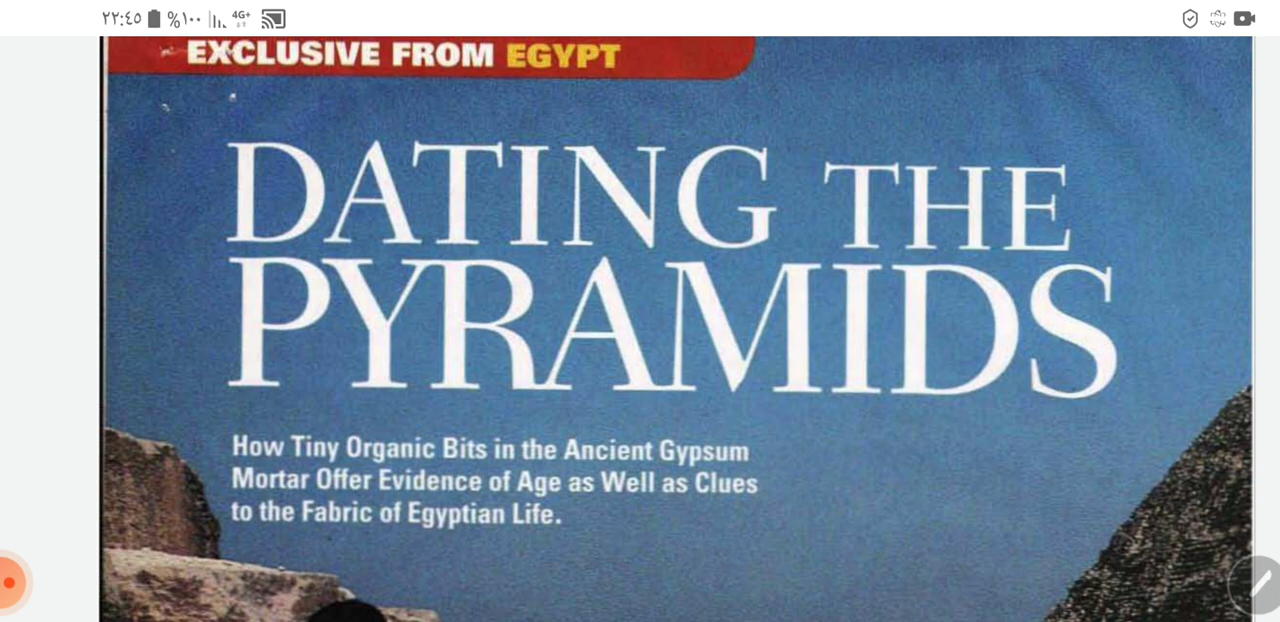 ٢٢:٤٥ %١٠٠ 4G+
EXCLUSIVE FROM EGYPT
DATING THE
PYRAMIDS
How Tiny Organic Bits in the Ancient Gypsum
Mortar Offer Evidence of Age as Well as Clues
to the Fabric of Egyptian Life.